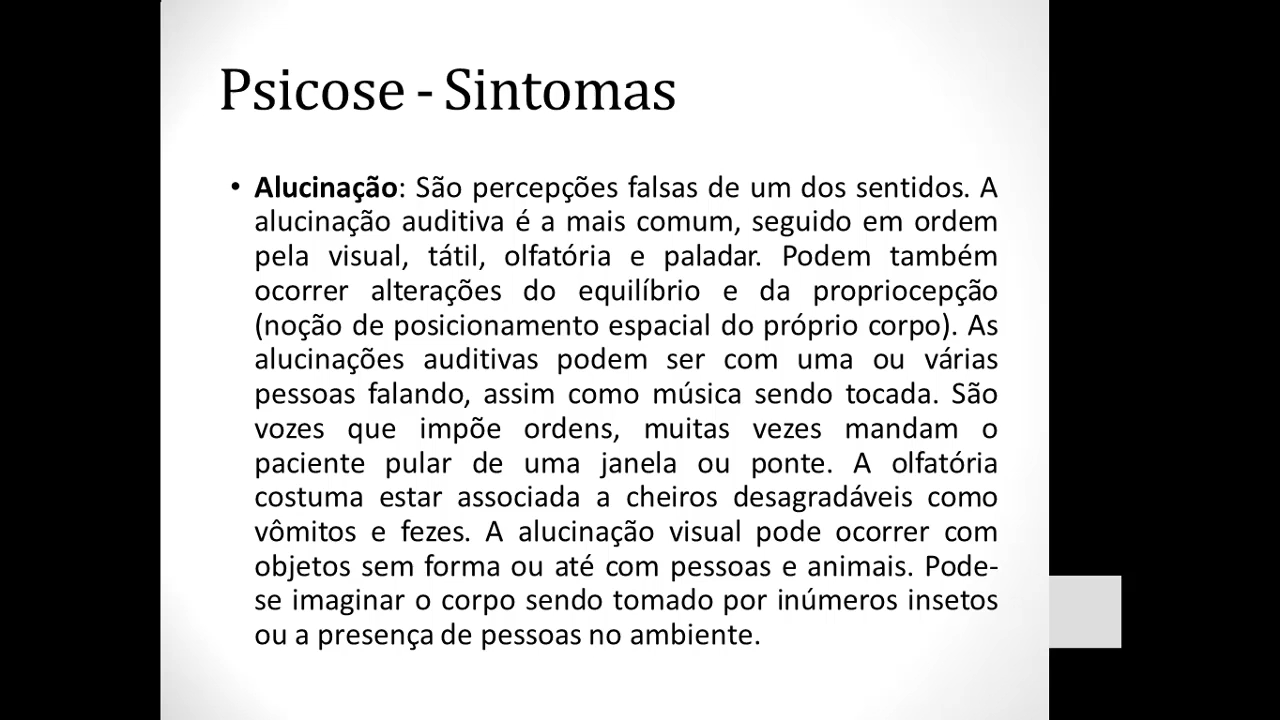 Psicose - Sintomas
• Alucinação: São percepções falsas de um dos sentidos. A
alucinação auditiva é a mais comum, seguido em ordem
pela visual, tátil, olfatória e paladar. Podem também
ocorrer alterações do equilíbrio e da propriocepção
(noção de posicionamento espacial do próprio corpo). As
alucinações auditivas podem ser com uma ou várias
pessoas falando, assim como música sendo tocada. São
vozes que impõe ordens, muitas vezes mandam o
paciente pular de uma janela ou ponte. A olfatória
costuma estar associada a cheiros desagradáveis como
vômitos e fezes. A alucinação visual pode ocorrer com
objetos sem forma ou até com pessoas e animais. Pode-
se imaginar o corpo sendo tomado por inúmeros insetos
ou a presença de pessoas no ambiente.